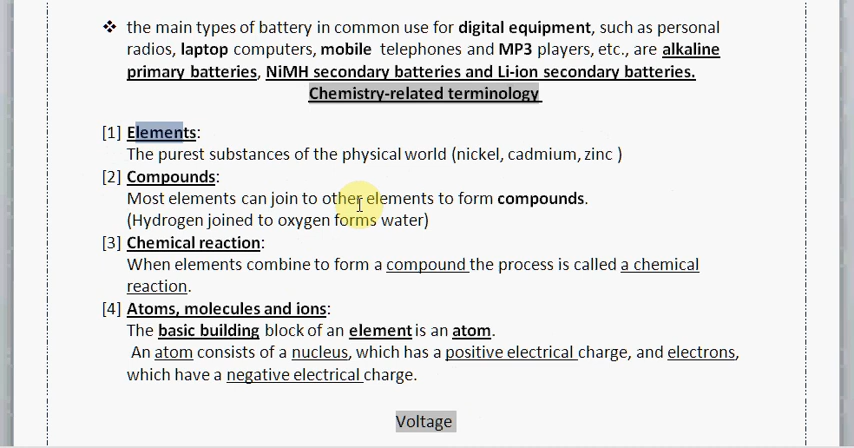 ❖ the main types of battery in common use for digital equipment, such as personal
radios, laptop computers, mobile telephones and MP3 players, etc., are alkaline
primary batteries, NiMH secondary batteries and Li-ion secondary batteries.
Chemistry-related terminology
[1] Elements:
The purest substances of the physical world (nickel, cadmium, zinc )
[2] Compounds:
Most elements can join to other elements to form compounds.
(Hydrogen joined to oxygen forms water)
[3] Chemical reaction:
When elements combine to form a compound the process is called a chemical
reaction.
[4] Atoms, molecules and ions:
The basic building block of an element is an atom.
An atom consists of a nucleus, which has a positive electrical charge, and electrons,
which have a negative electrical charge.
Voltage